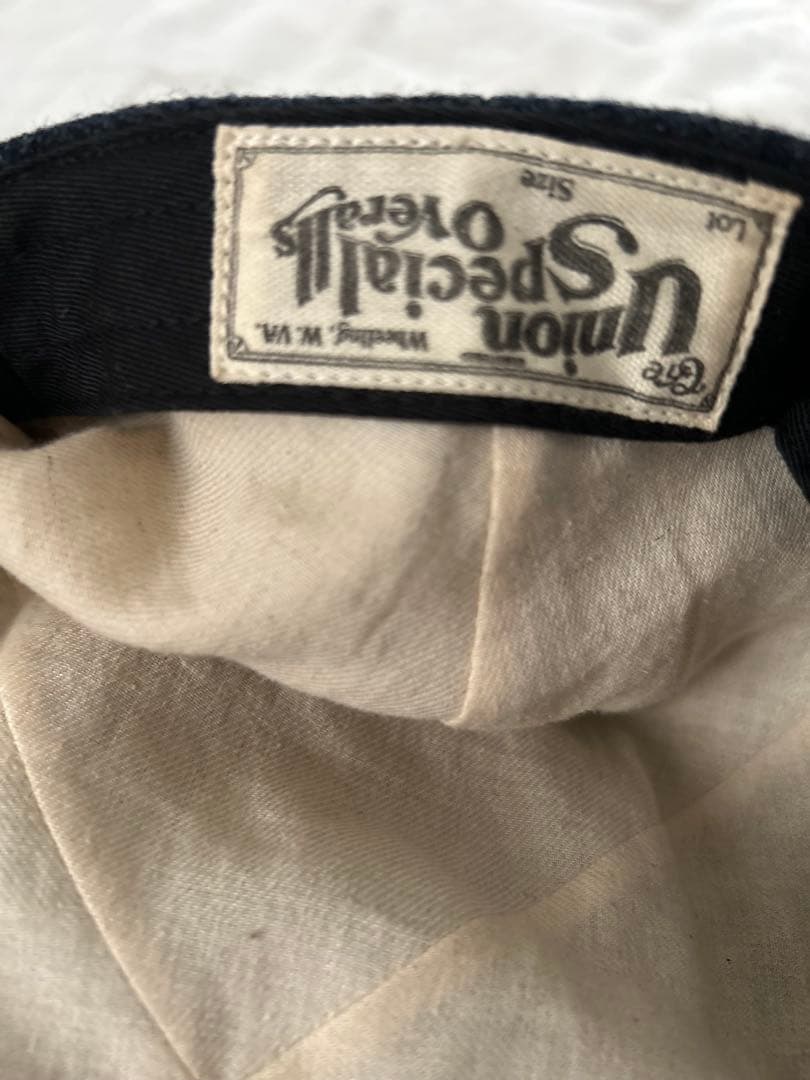 "The
Union
Wheeling, W. VA.
Special
Overalls
Lot
Size